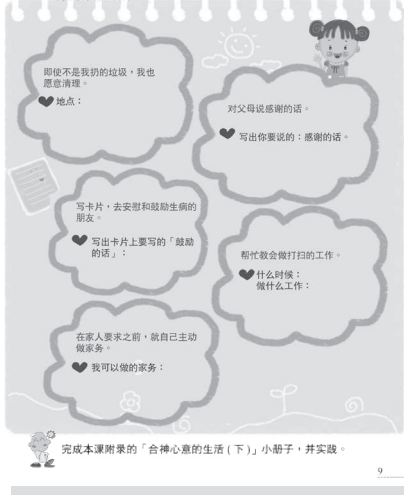 即使不是我扔的垃圾，我也
愿意清理。
地点：
对父母说感谢的话。
写出你要说的：感谢的话。
写卡片，去安慰和鼓励生病的
朋友。
写出卡片上要写的「鼓励
的话」：
帮忙教会做打扫的工作。
什么时候：
做什么工作：
在家人要求之前，就自己主动
做家务。
我可以做的家务：
完成本课附录的「合神心意的生活(下)」小册子，并实践。
9